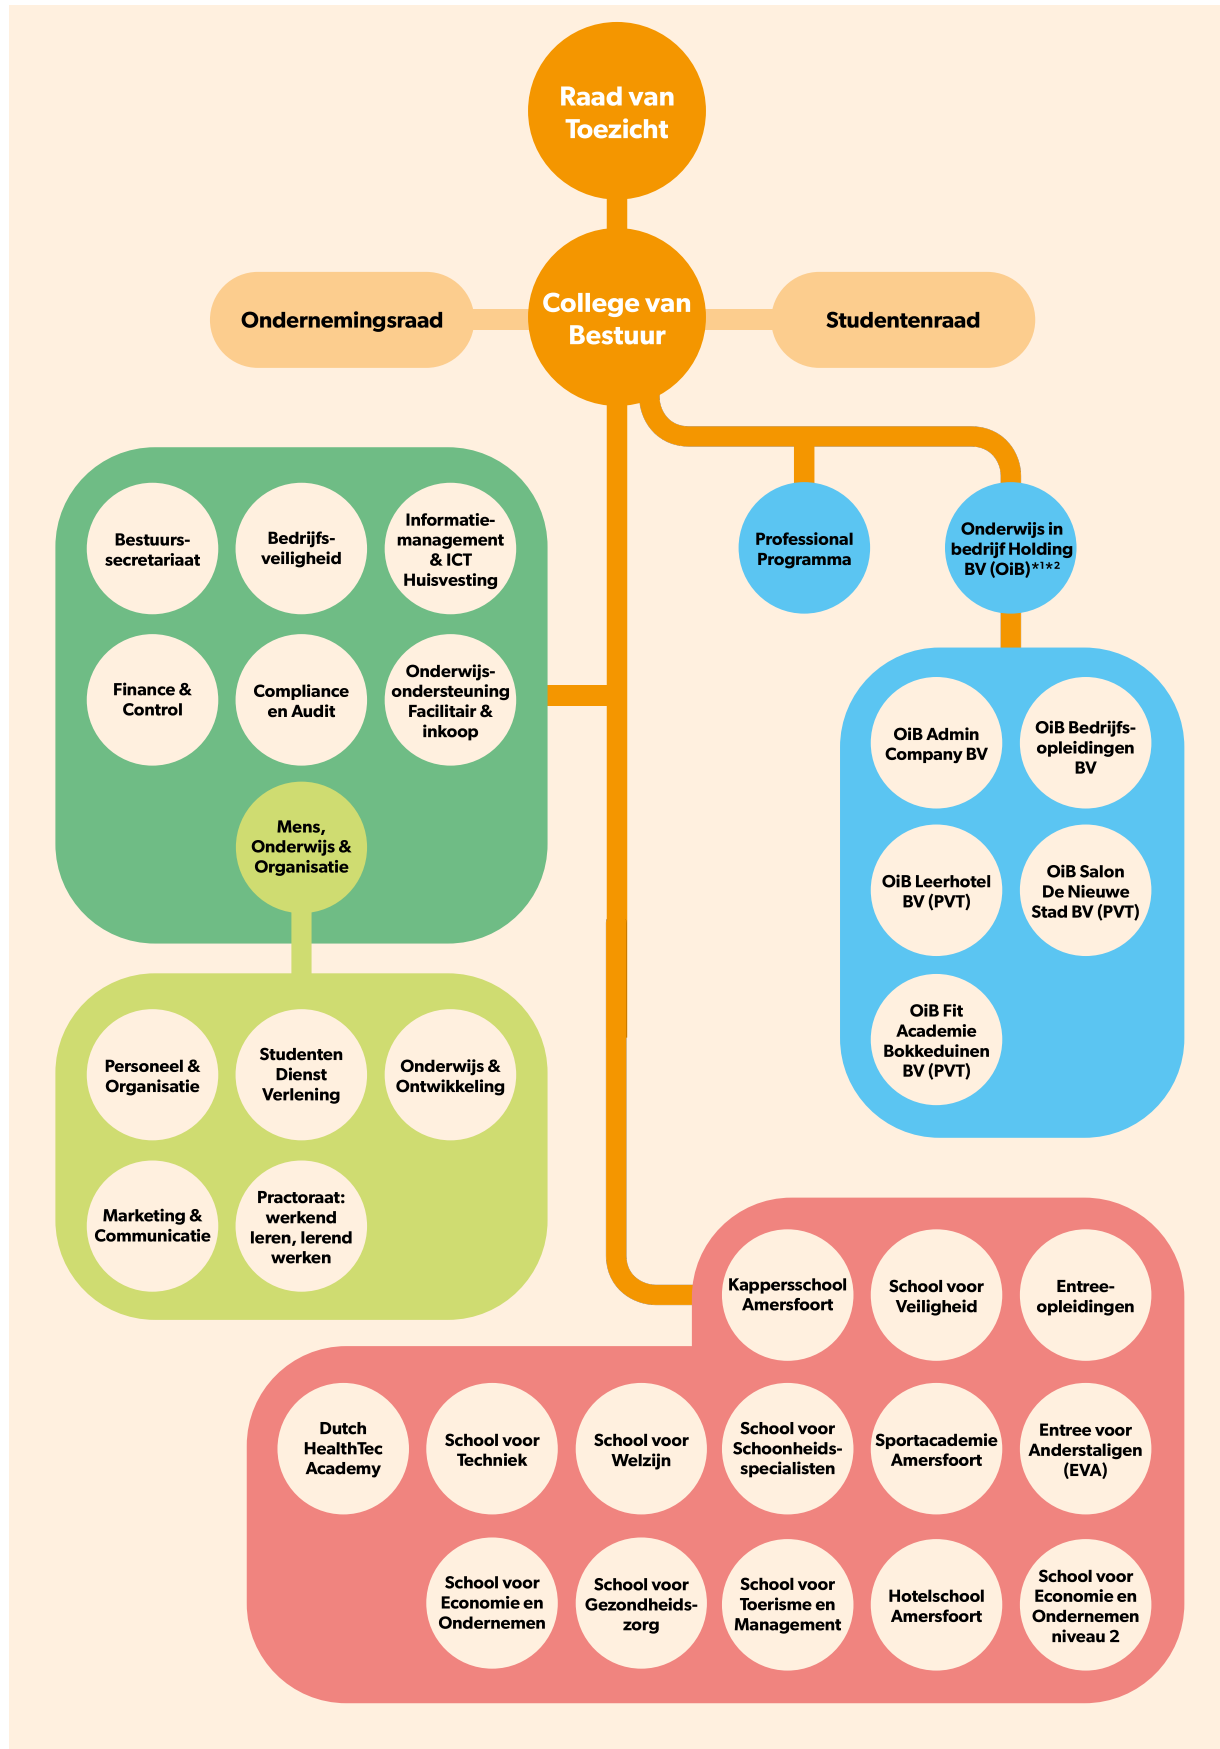 Raad van
Toezicht
College van
Bestuur
Ondernemingsraad
Studentenraad
Bestuurs-
secretariaat
Bedrijfs-
veiligheid
Informatie-
management
& ICT
Huisvesting
Finance &
Control
Compliance
en Audit
Onderwijs-
ondersteuning
Facilitair &
inkoop
Mens,
Onderwijs &
Organisatie
Personeel &
Organisatie
Studenten
Dienst
Verlening
Onderwijs &
Ontwikkeling
Marketing &
Communicatie
Practoraat:
werkend
leren, lerend
werken
Professional
Programma
Onderwijs in
bedrijf Holding
BV (OiB)*¹*²
OiB Admin
Company BV
OiB Bedrijfs-
opleidingen
BV
OiB Leerhotel
BV (PVT)
OiB Salon
De Nieuwe
Stad BV (PVT)
OiB Fit
Academie
Bokkeduinen
BV (PVT)
Kappersschool
Amersfoort
School voor
Veiligheid
Entree-
opleidingen
Dutch
HealthTec
Academy
School voor
Techniek
School voor
Welzijn
School voor
Schoonheids-
specialisten
Sportacademie
Amersfoort
Entree voor
Anderstaligen
(EVA)
School voor
Economie en
Ondernemen
School voor
Gezondheids-
zorg
School voor
Toerisme en
Management
Hotelschool
Amersfoort
School voor
Economie en
Ondernemen
niveau 2